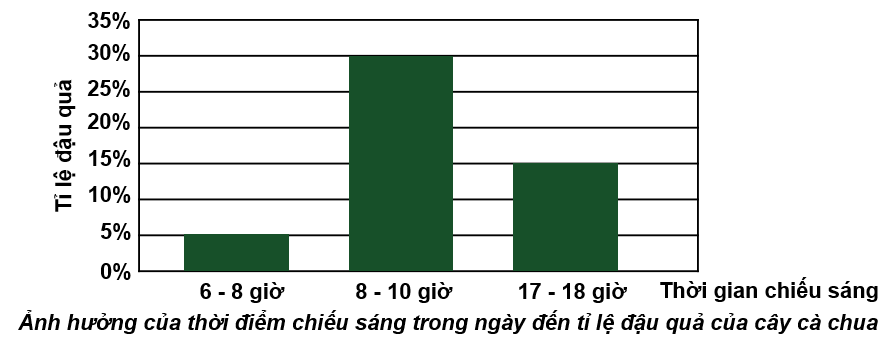 35%
30%
25%
20%
15%
10%
5%
0%
Tỉ lệ đậu quả
6 - 8 giờ
8 - 10 giờ
17 - 18 giờ
Thời gian chiếu sáng
Ảnh hưởng của thời điểm chiếu sáng trong ngày đến tỉ lệ đậu quả của cây cà chua